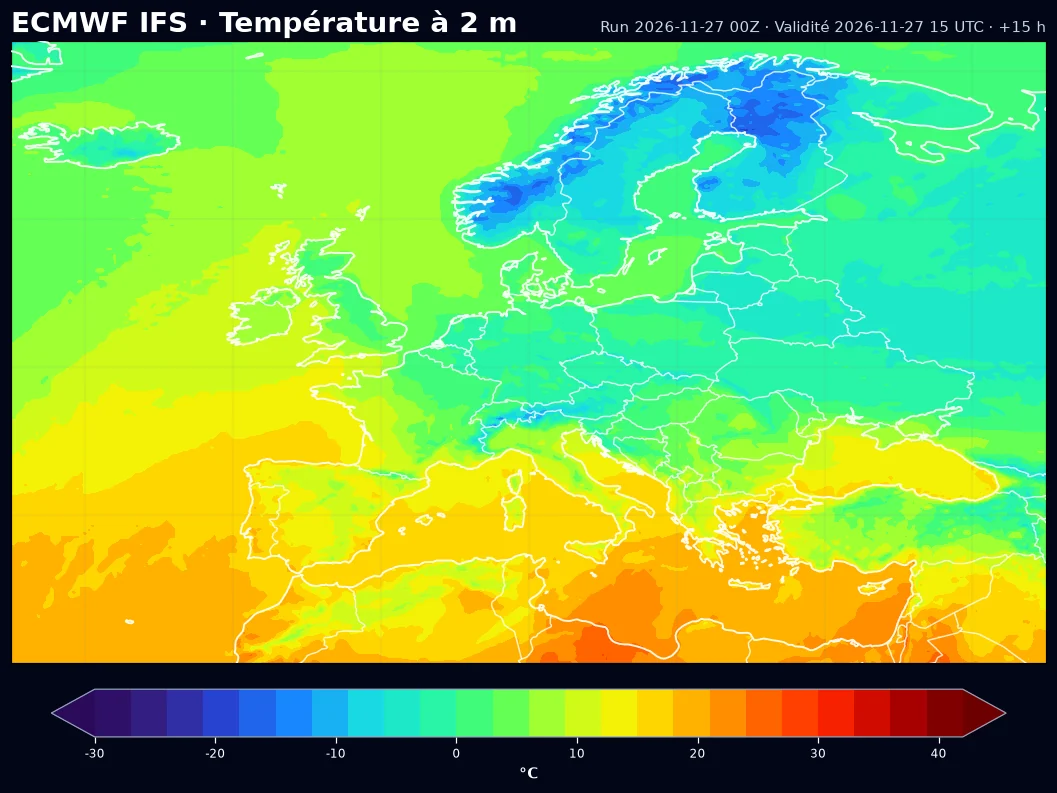 ECMWF IFS · Température à 2 m
Run 2026-11-27 00Z · Validité 2026-11-27 15 UTC · +15 h
-30 -20 -10 0 10 20 30 40
°C